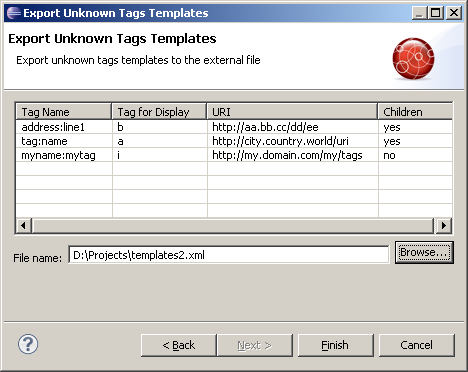 Export Unknown Tags Templates
Export Unknown Tags Templates
Export unknown tags templates to the external file
Tag Name Tag for Display URI Children
address:line1 b http://aa.bb.cc/dd/ee yes
tag:name a http://city.country.world/uri yes
myname:mytag i http://my.domain.com/my/tags no
File name: D:\Projects\templates2.xml Browse...
? < Back Next > Finish Cancel